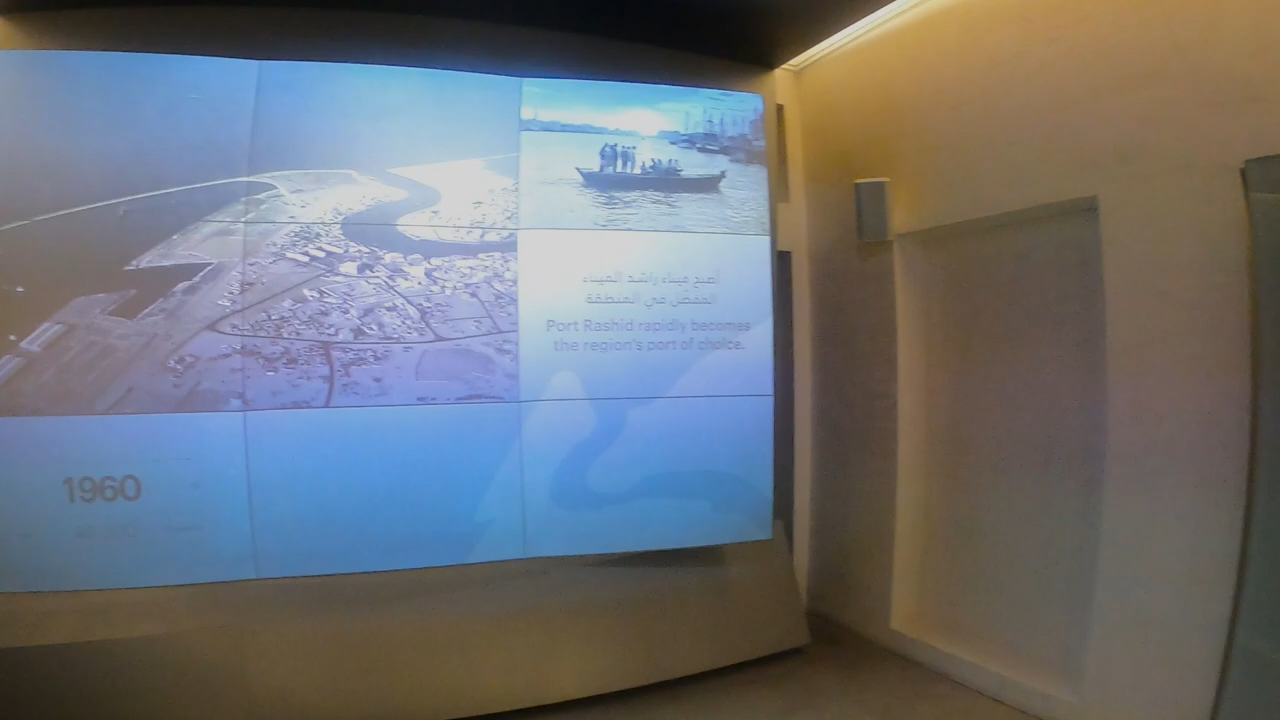 أصبح ميناء راشد الميناء
المفضل في المنطقة
Port Rashid rapidly becomes
the region's port of choice.
1960